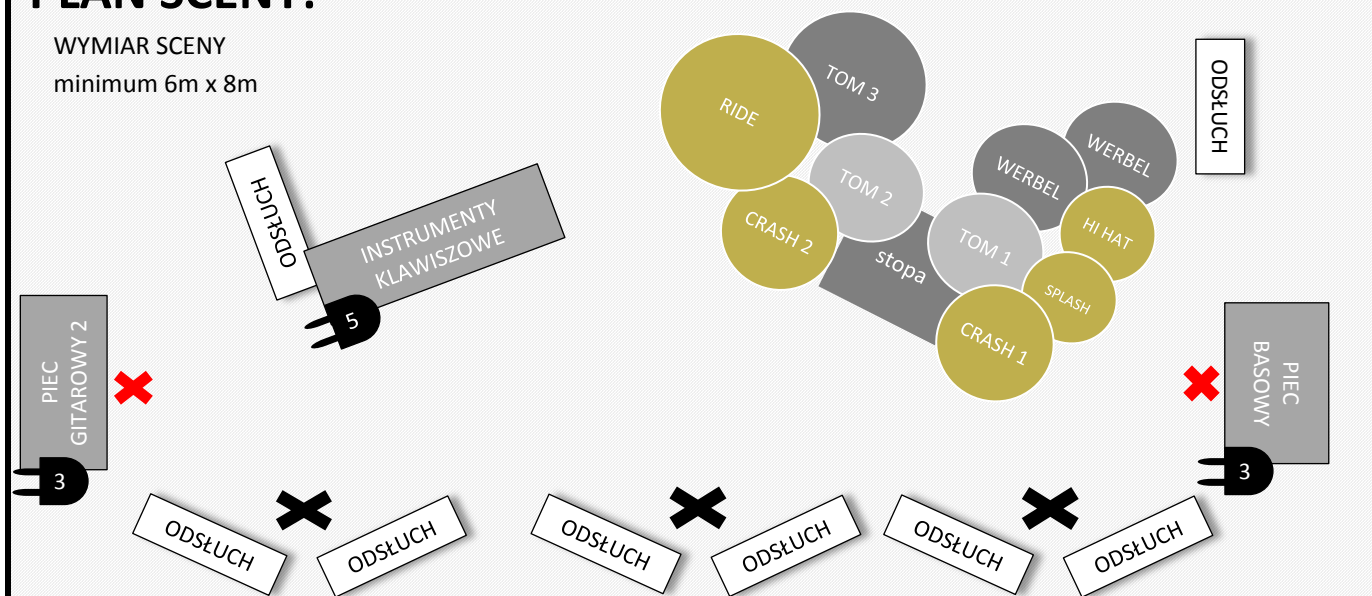 PLAN SCENY:
WYMIAR SCENY
minimum 6m x 8m
RIDE
TOM 3
ODSŁUCH
WERBEL
WERBEL
TOM 2
ODSŁUCH
INSTRUMENTY
KLAWISZOWE
CRASH 2
stopa
TOM 1
HI HAT
SPLASH
5
CRASH 1
PIEC
GITAROWY 2
PIEC
BASOWY
3
3
ODSŁUCH
ODSŁUCH
ODSŁUCH
ODSŁUCH
ODSŁUCH
ODSŁUCH